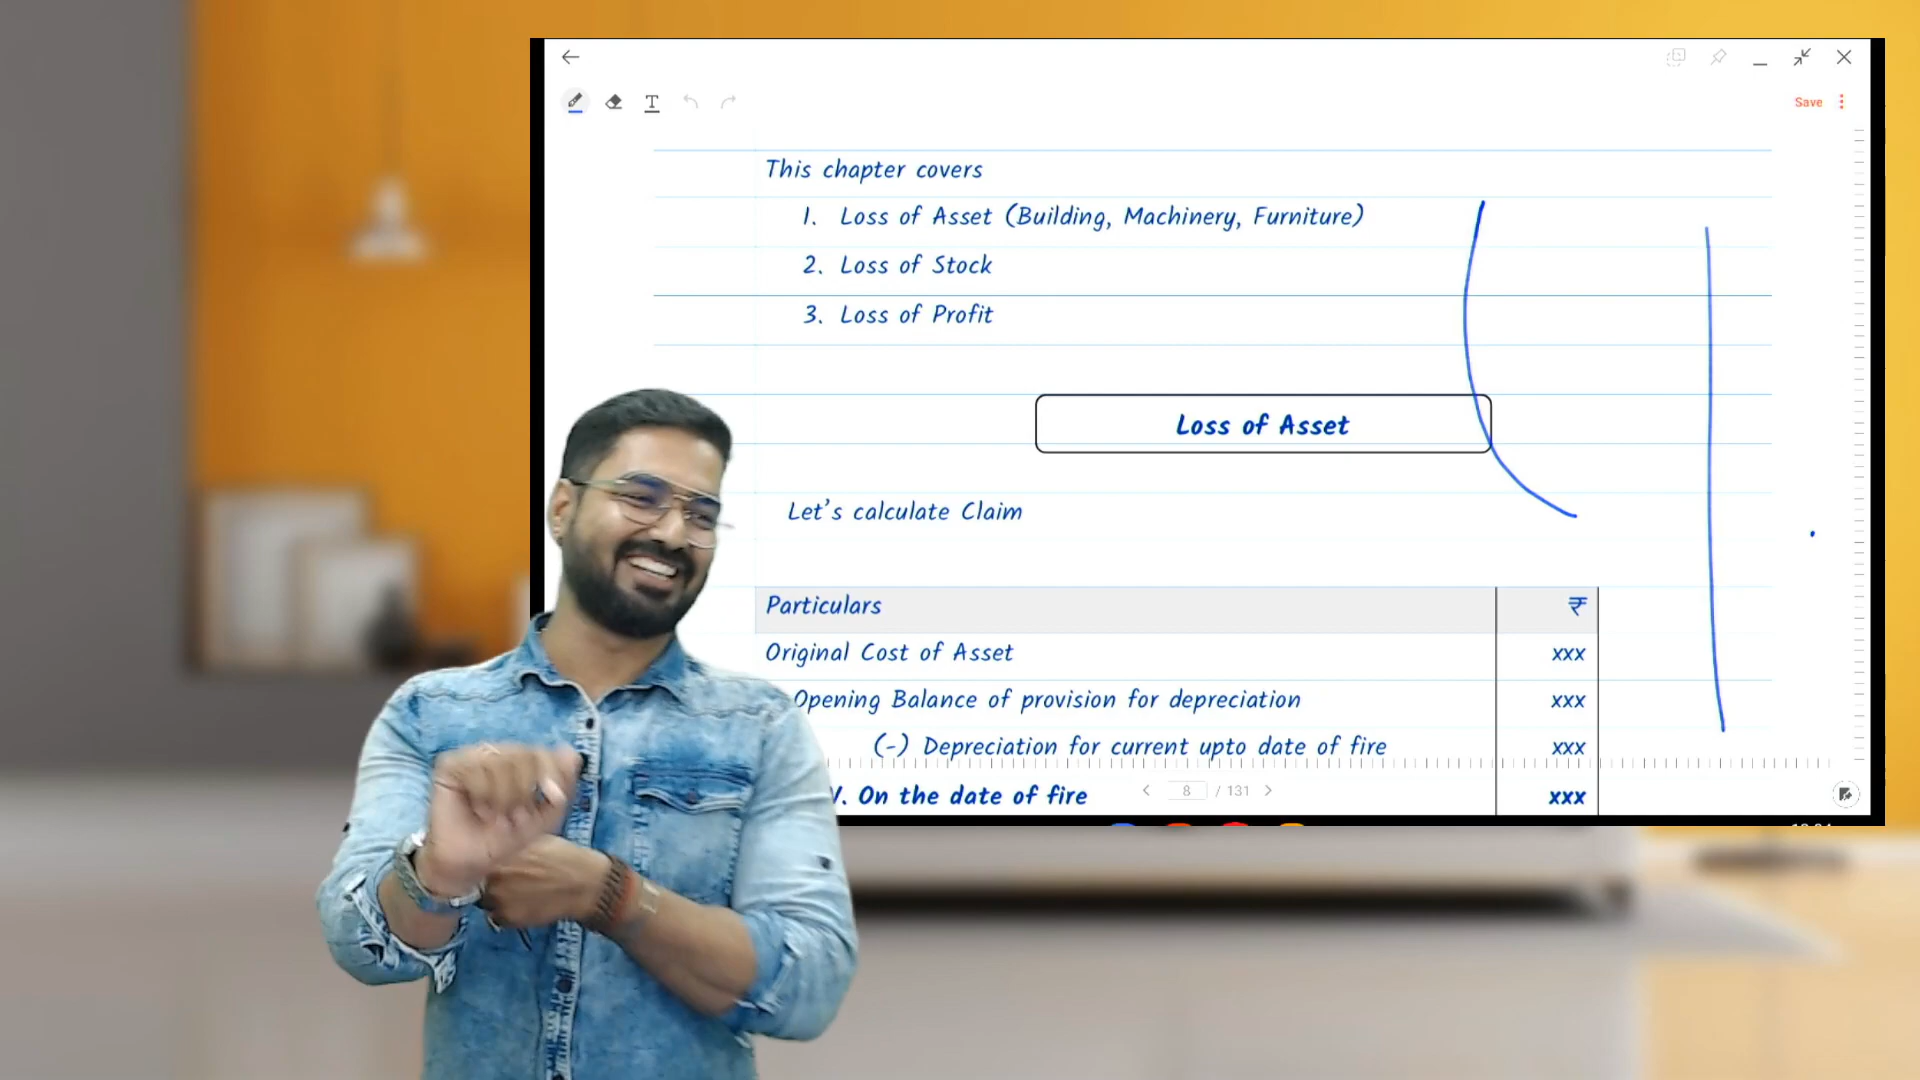 Save
This chapter covers
1. Loss of Asset (Building, Machinery, Furniture)
2. Loss of Stock
3. Loss of Profit
Loss of Asset
Let's calculate Claim
Particulars ₹
Original Cost of Asset xxx
Opening Balance of provision for depreciation xxx
(-) Depreciation for current upto date of fire xxx
On the date of fire xxx
8 / 131